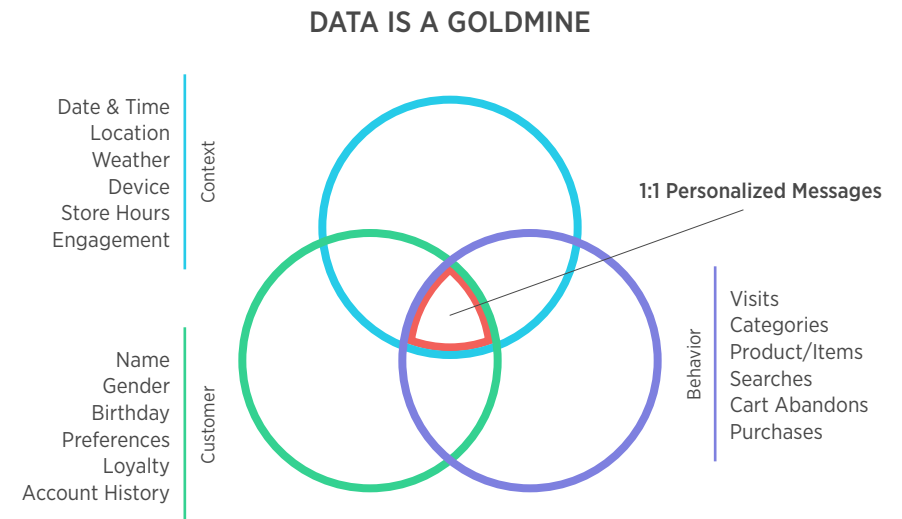 DATA IS A GOLDMINE
Date & Time
Location
Weather
Device
Store Hours
Engagement
Context
1:1 Personalized Messages
Name
Gender
Birthday
Preferences
Loyalty
Account History
Customer
Behavior
Visits
Categories
Product/Items
Searches
Cart Abandons
Purchases